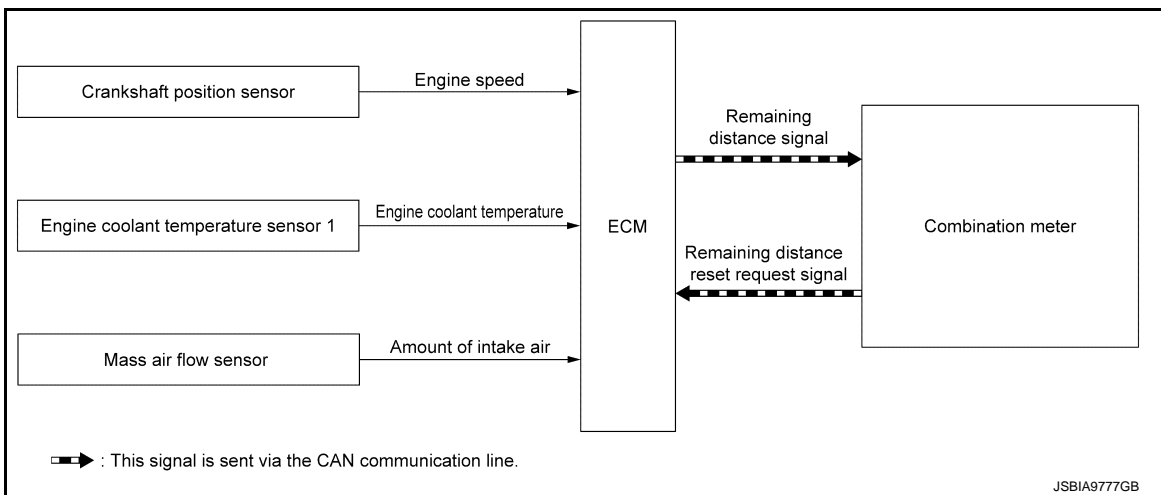 Crankshaft position sensor
Engine speed
Engine coolant temperature sensor 1
Engine coolant temperature
Mass air flow sensor
Amount of intake air
ECM
Remaining
distance signal
Remaining distance
reset request signal
Combination meter
: This signal is sent via the CAN communication line.
JSBIA9777GB